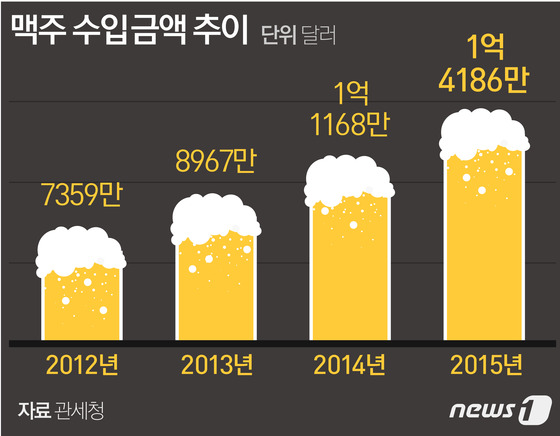 맥주 수입금액 추이 단위 달러
7359만
8967만
1억
1168만
1억
4186만
2012년
2013년
2014년
2015년
자료 관세청
news1